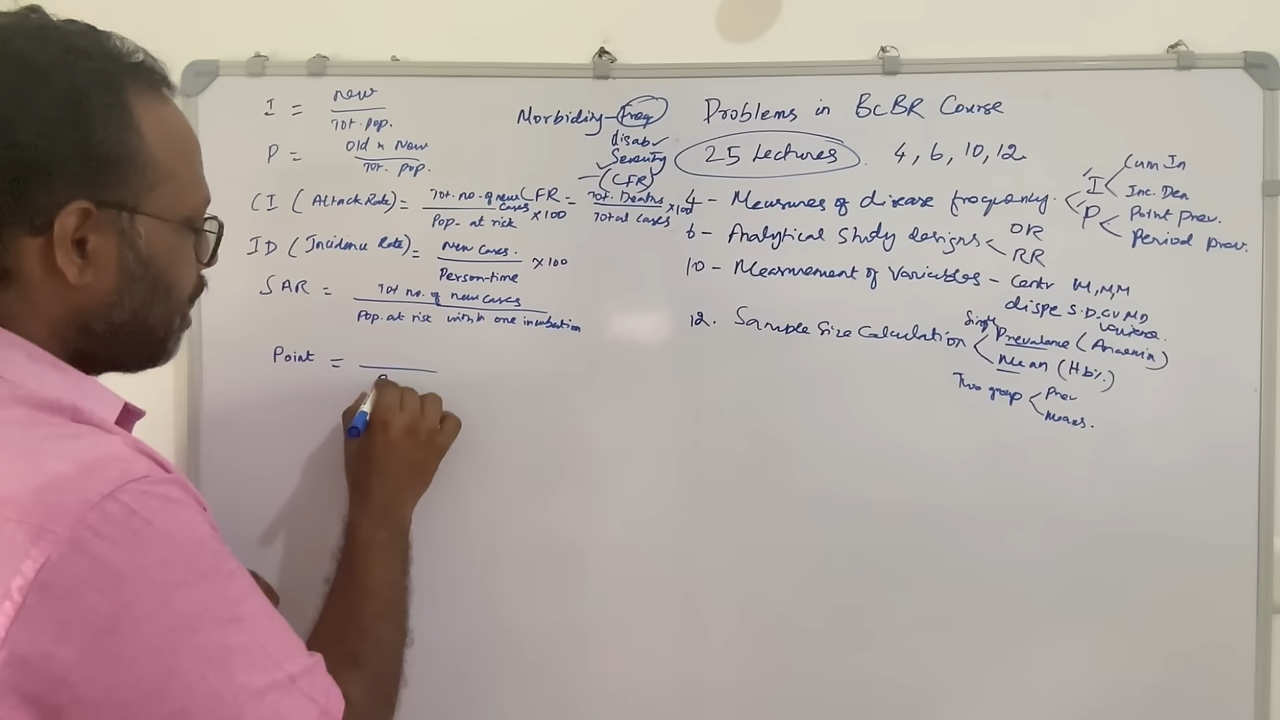 I = New
Tot. Pop.
P = Old + New
Tot. Pop.
CI (Attack Rate) = Tot. no. of new cases
Pop. at risk ×100
CFR = Tot. Deaths
Total cases ×100
ID (Incidence Rate) = New Cases.
Person-time ×100
SAR = Tot no. of new cases
Pop. at risk with in one incubation
Point =
Morbidity - Freq
disab
Severity
(CFR)
Problems in BCBR Course
25 Lectures. 4, 6, 10, 12
4 - Measures of disease frequency.
I
Cum In
Inc. Den
P
Point Prev.
Period Prev.
6 - Analytical Study designs
OR
RR
10 - Measurement of Variables - Centr M, M, M
dispe S.D, CV MD
Variance.
12. Sample Size Calculation
Single
Prevalence (Anaemia)
Mean (Hb%)
Two group
Prev
Means.